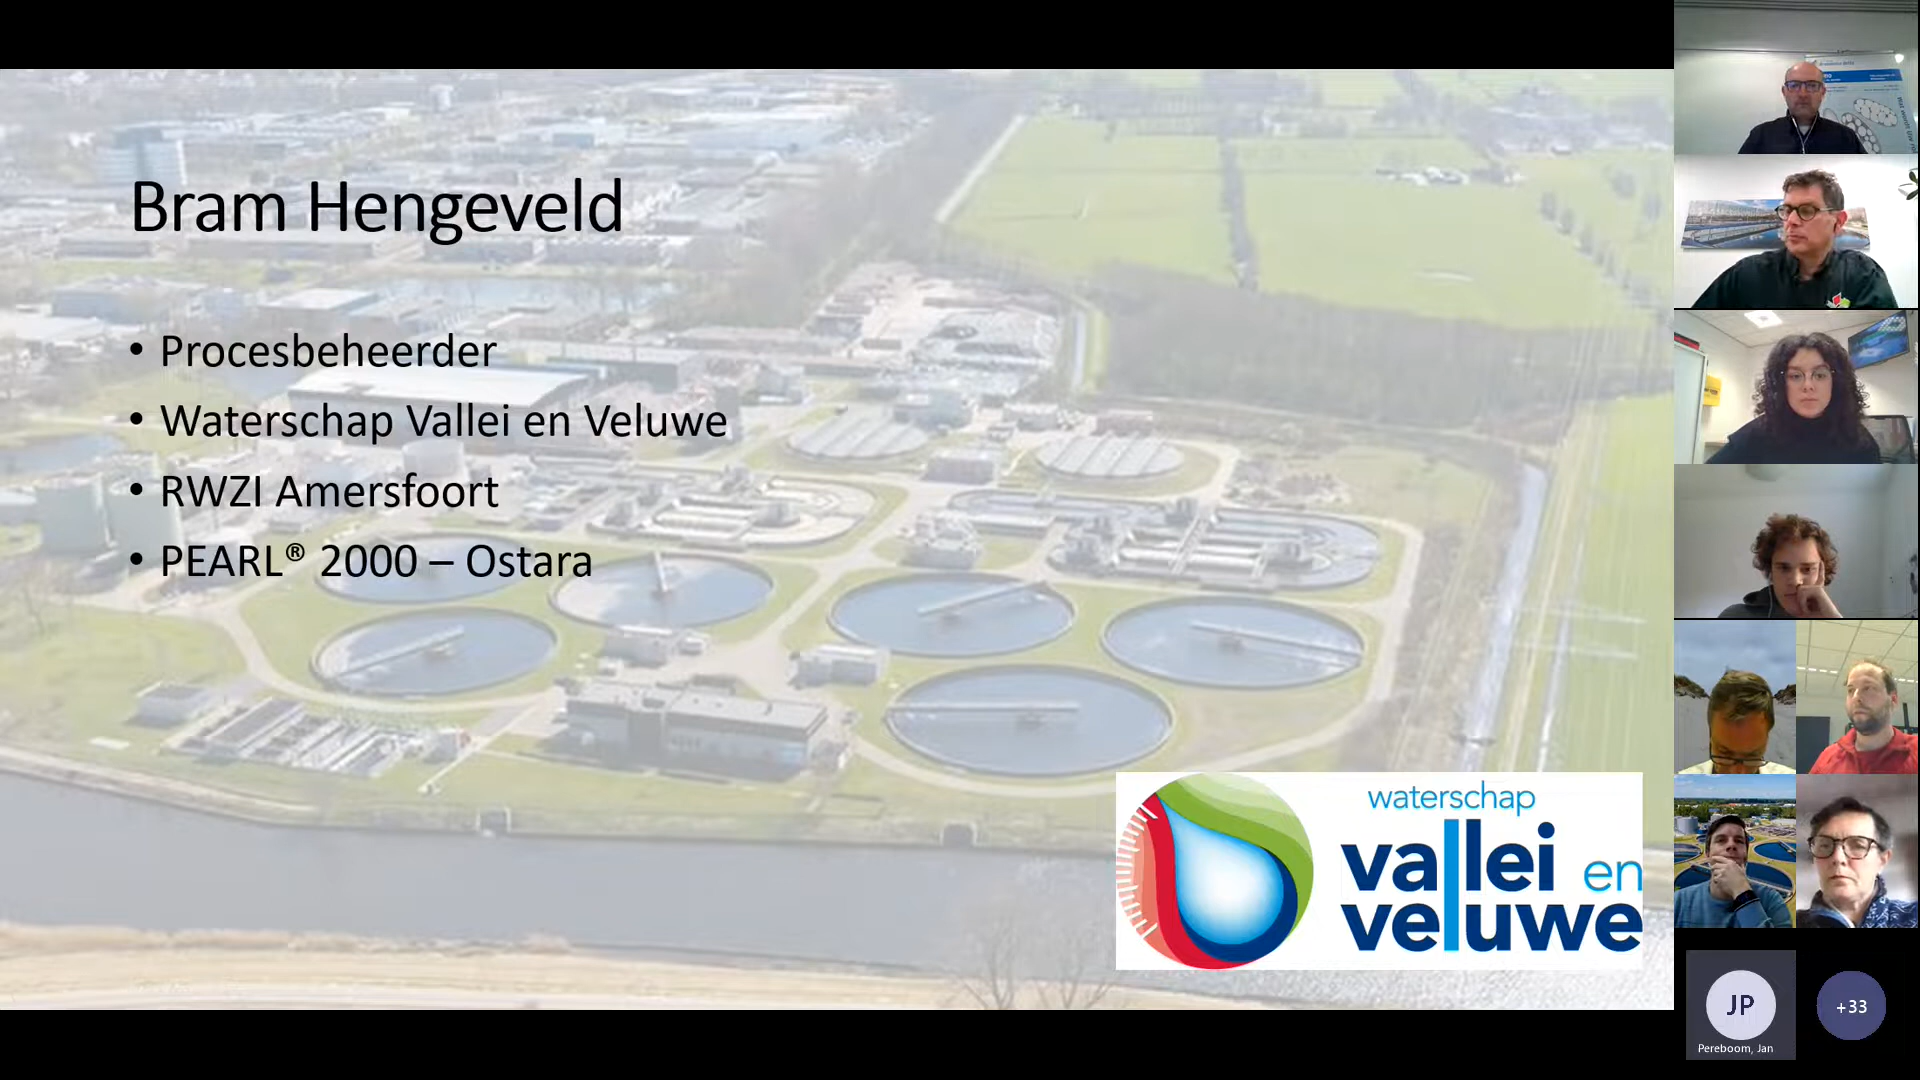 Bram Hengeveld
• Procesbeheerder
• Waterschap Vallei en Veluwe
• RWZI Amersfoort
• PEARL® 2000 – Ostara
waterschap
vallei en
veluwe
JP
Pereboom, Jan
+33